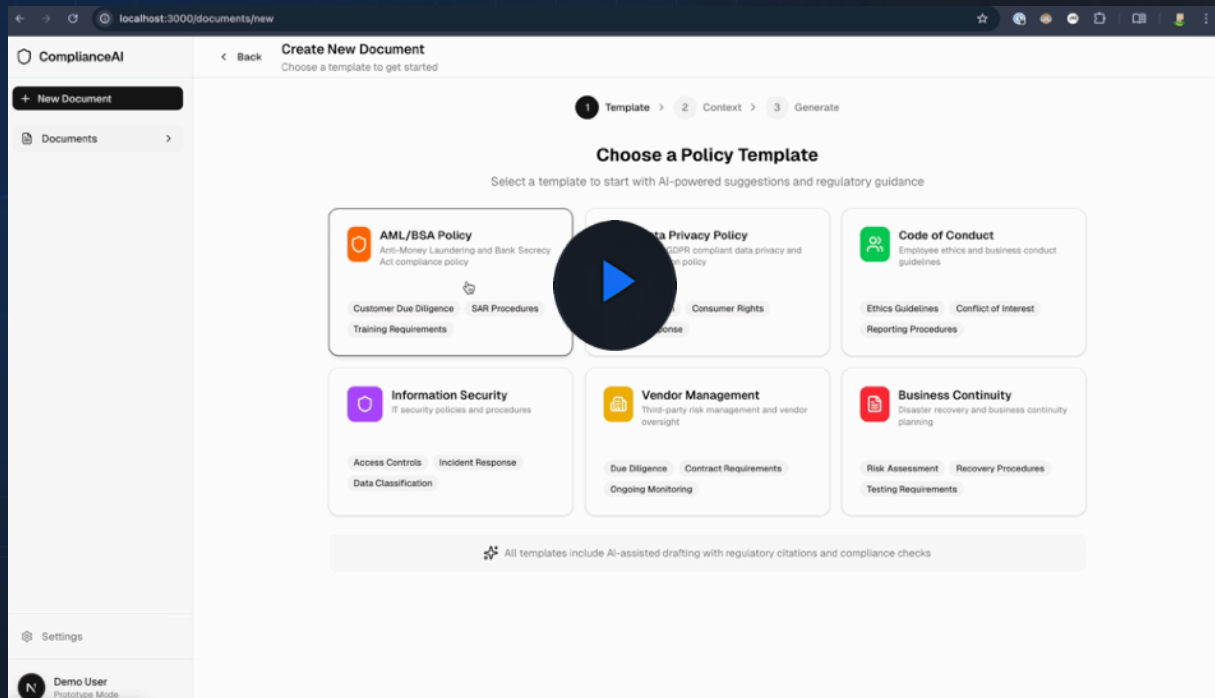 localhost:3000/documents/new
ComplianceAI
Back
Create New Document
Choose a template to get started
+ New Document
Documents
1 Template > 2 Context > 3 Generate
Choose a Policy Template
Select a template to start with AI-powered suggestions and regulatory guidance
AML/BSA Policy
Anti-Money Laundering and Bank Secrecy
Act compliance policy
Customer Due Diligence
SAR Procedures
Training Requirements
Privacy Policy
GDPR compliant data privacy and
policy
Consumer Rights
Code of Conduct
Employee ethics and business conduct
guidelines
Ethics Guidelines
Conflict of Interest
Reporting Procedures
Information Security
IT security policies and procedures
Access Controls
Incident Response
Data Classification
Vendor Management
Third-party risk management and vendor
oversight
Due Diligence
Contract Requirements
Ongoing Monitoring
Business Continuity
Disaster recovery and business continuity
planning
Risk Assessment
Recovery Procedures
Testing Requirements
All templates include AI-assisted drafting with regulatory citations and compliance checks
Settings
N
Demo User
Prototype Mode